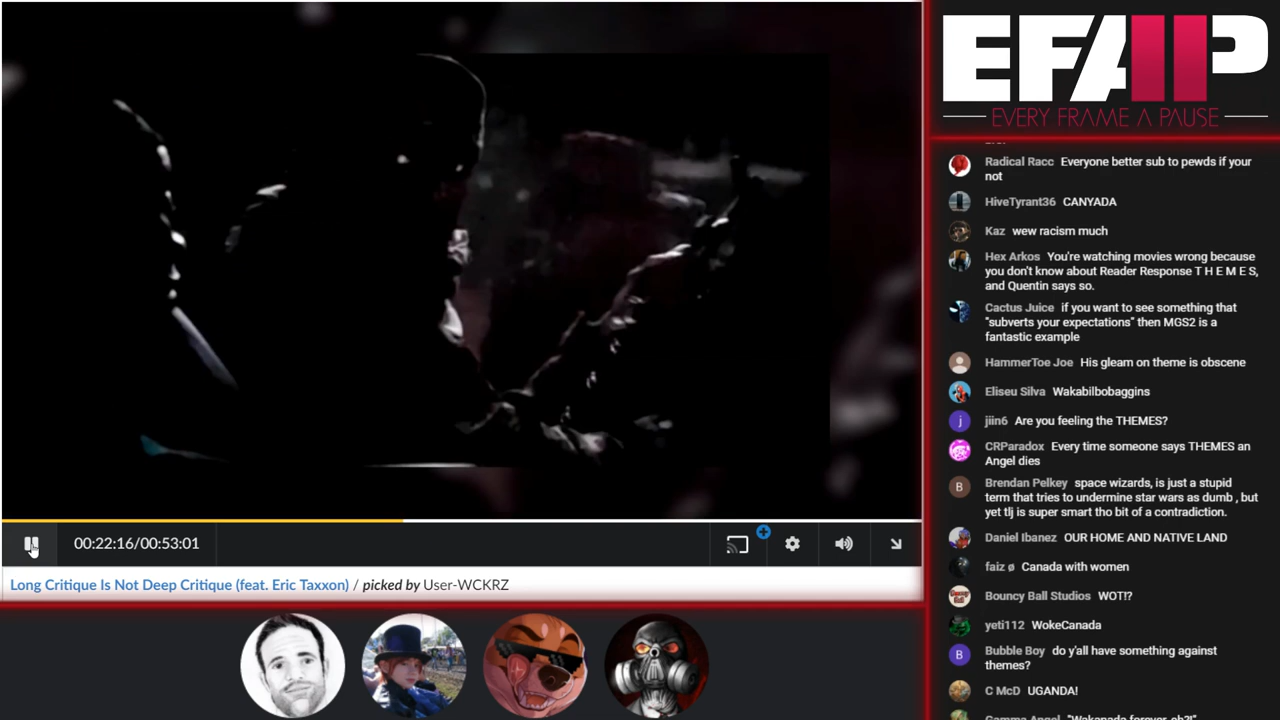 EFAP
EVERY FRAME A PAUSE
Radical Racc Everyone better sub to pewds if your
not
HiveTyrant36 CANYADA
Kaz wew racism much
Hex Arkos You're watching movies wrong because
you don't know about Reader Response T H E M E S,
and Quentin says so.
Cactus Juice if you want to see something that
"subverts your expectations" then MGS2 is a
fantastic example
HammerToe Joe His gleam on theme is obscene
Eliseu Silva Wakabilbobaggins
j
jiin6 Are you feeling the THEMES?
CRParadox Every time someone says THEMES an
Angel dies
B
Brendan Pelkey space wizards, is just a stupid
term that tries to undermine star wars as dumb , but
yet tlj is super smart tho bit of a contradiction.
Daniel Ibanez OUR HOME AND NATIVE LAND
faiz ø Canada with women
Bouncy Ball Studios WOT!?
yeti112 WokeCanada
B
Bubble Boy do y'all have something against
themes?
C McD UGANDA!
Gamma Angel "Wakanada forever, eh?!"
00:22:16/00:53:01
Long Critique Is Not Deep Critique (feat. Eric Taxxon) / picked by User-WCKRZ